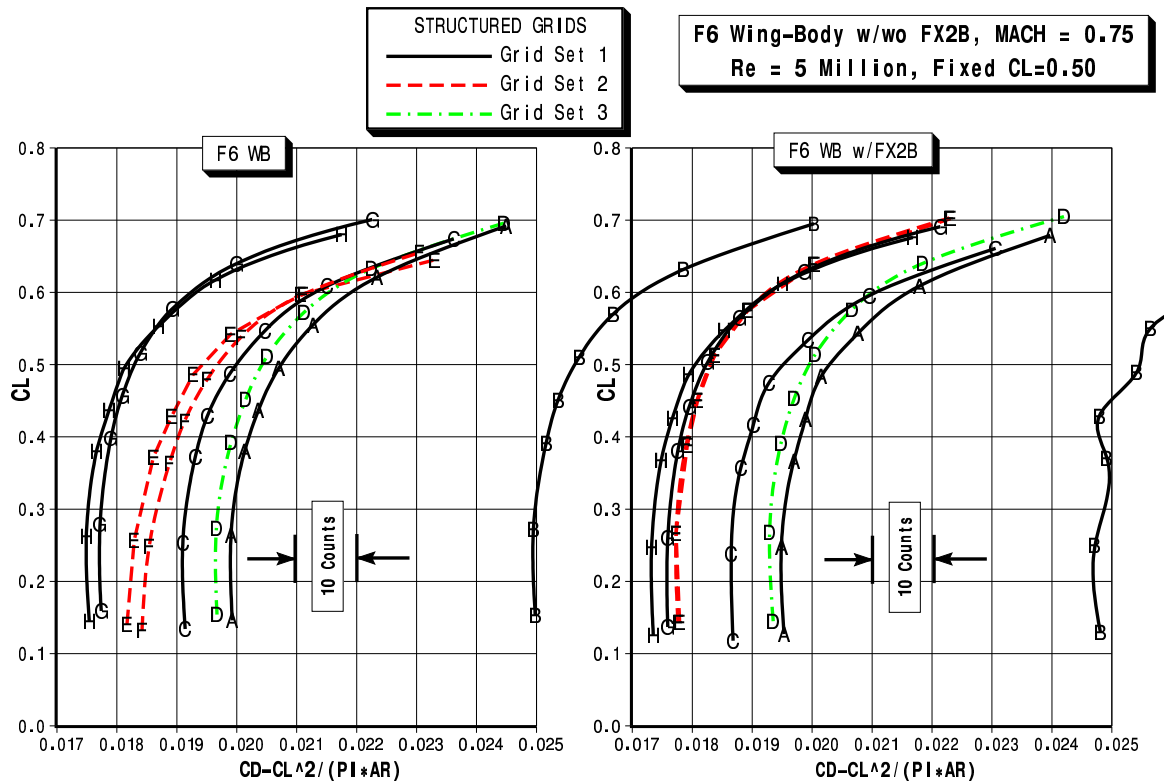 STRUCTURED GRIDS
Grid Set 1
Grid Set 2
Grid Set 3
F6 Wing-Body w/wo FX2B, MACH = 0.75
Re = 5 Million, Fixed CL=0.50
F6 WB
CL
0.8
0.7
0.6
0.5
0.4
0.3
0.2
0.1
0.0
0.017 0.018 0.019 0.020 0.021 0.022 0.023 0.024 0.025
CD-CL^2/(PI*AR)
10 Counts
A A A A A A A
B B B B B B B B
C C C C C C C C
D D D D D D D
E E E E E E E
F F F F F F F
G G G G G G G G
H H H H H H H
F6 WB w/FX2B
CL
0.8
0.7
0.6
0.5
0.4
0.3
0.2
0.1
0.0
0.017 0.018 0.019 0.020 0.021 0.022 0.023 0.024 0.025
CD-CL^2/(PI*AR)
10 Counts